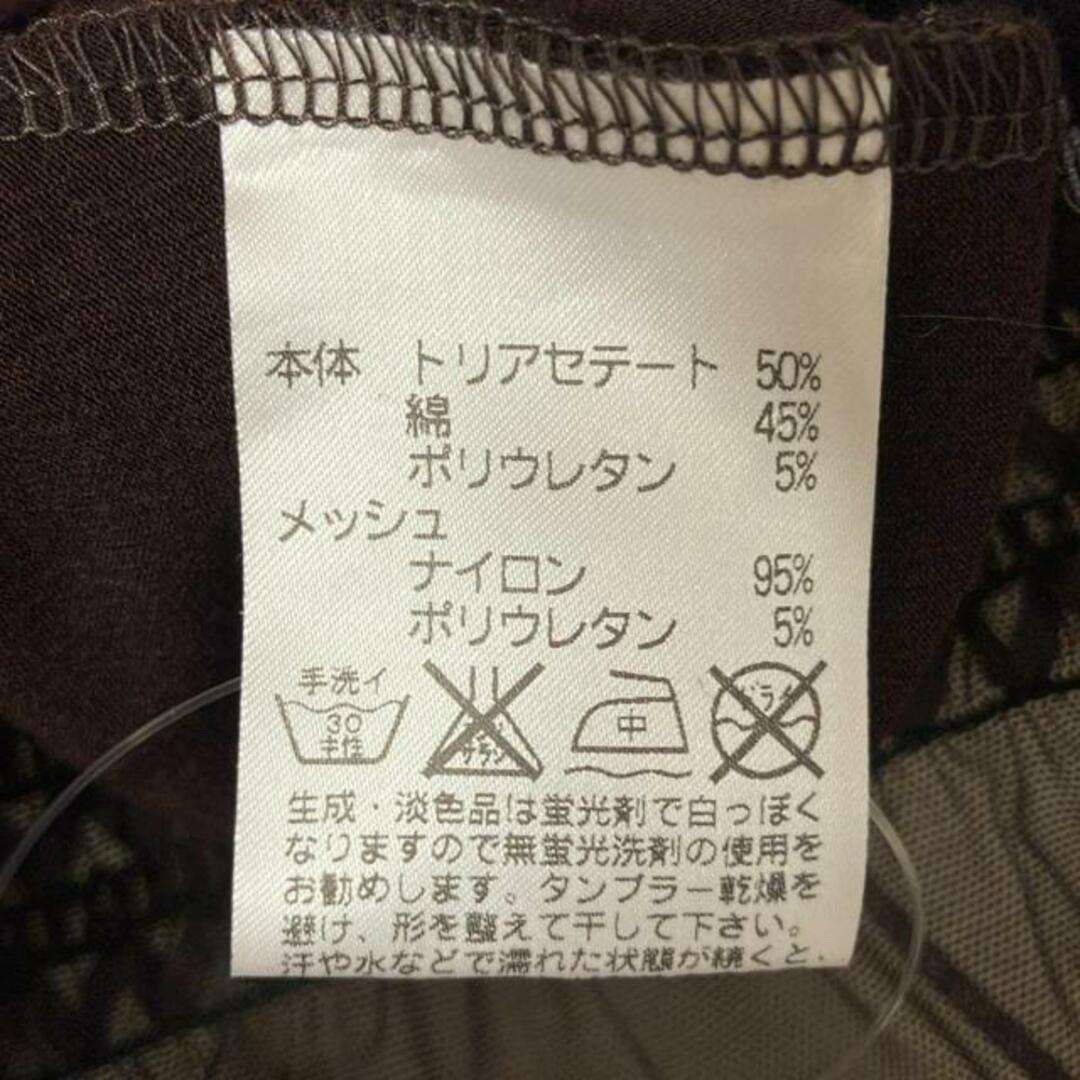 本体 トリアセテート 50%
綿 45%
ポリウレタン 5%
メッシュ
ナイロン 95%
ポリウレタン 5%
手洗イ
30
中性
サラシ
中
ドライ
生成・淡色品は蛍光剤で白っぽく
なりますので無蛍光洗剤の使用を
お勧めします。タンブラー乾燥を
避け、形を整えて干して下さい。
汗や水などで濡れた状態が続くと、